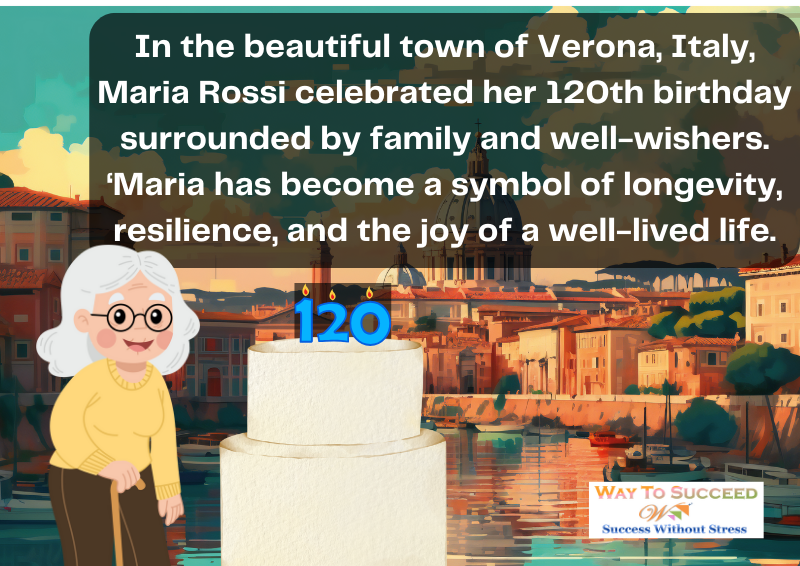 In the beautiful town of Verona, Italy,
Maria Rossi celebrated her 120th birthday
surrounded by family and well-wishers.
‘Maria has become a symbol of longevity,
resilience, and the joy of a well-lived life.
120
WAY TO SUCCEED
W
Success Without Stress